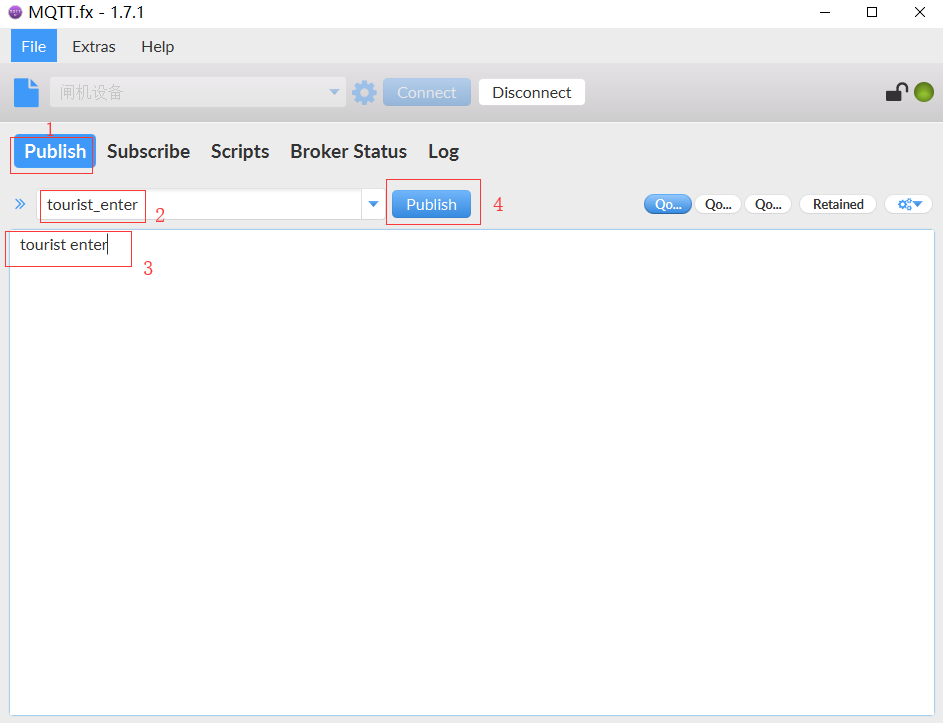 MQTT.fx - 1.7.1
File Extras Help
闸机设备 Connect Disconnect
1
Publish Subscribe Scripts Broker Status Log
tourist_enter 2 Publish 4 Qo... Qo... Qo... Retained
tourist enter
3